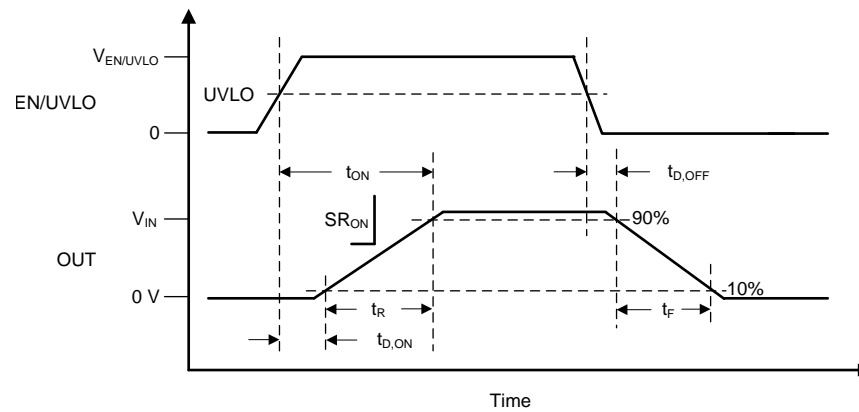 V_EN/UVLO
EN/UVLO
UVLO
0
t_ON
t_D,OFF
V_IN
SR_ON
90%
OUT
0 V
10%
t_R
t_F
t_D,ON
Time